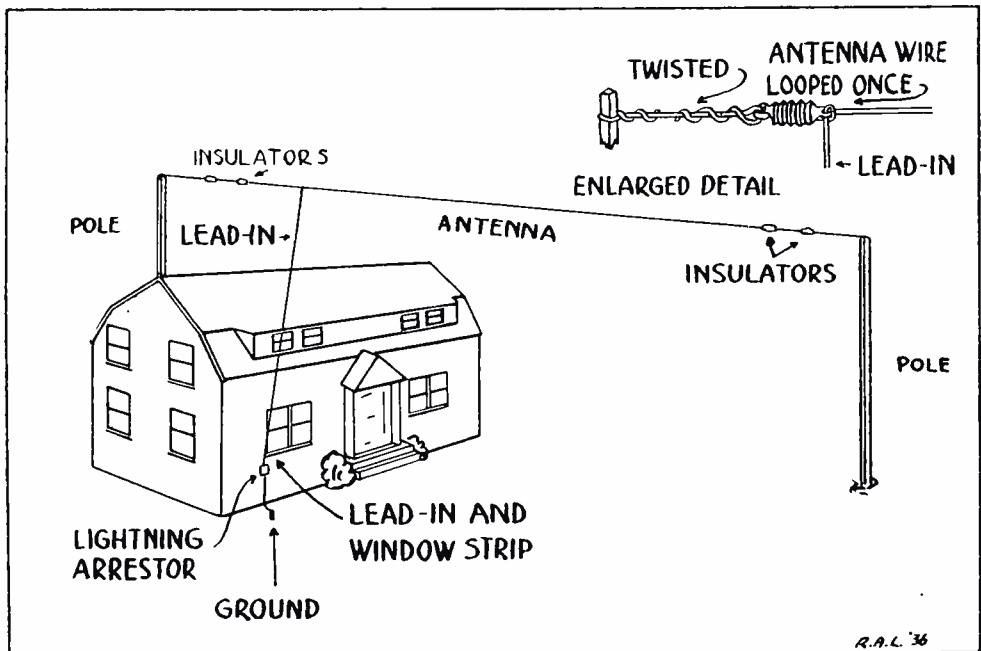 TWISTED
ANTENNA WIRE
LOOPED ONCE
LEAD-IN
ENLARGED DETAIL
INSULATORS
POLE
LEAD-IN
ANTENNA
INSULATORS
POLE
LIGHTNING
ARRESTOR
LEAD-IN AND
WINDOW STRIP
GROUND
R.A.L. '36